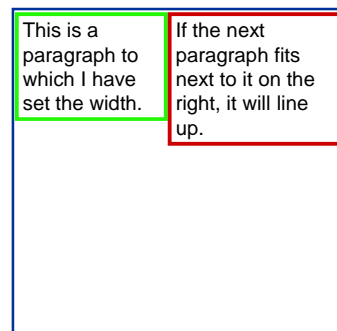 This is a
paragraph to
which I have
set the width.
If the next
paragraph fits
next to it on the
right, it will line
up.